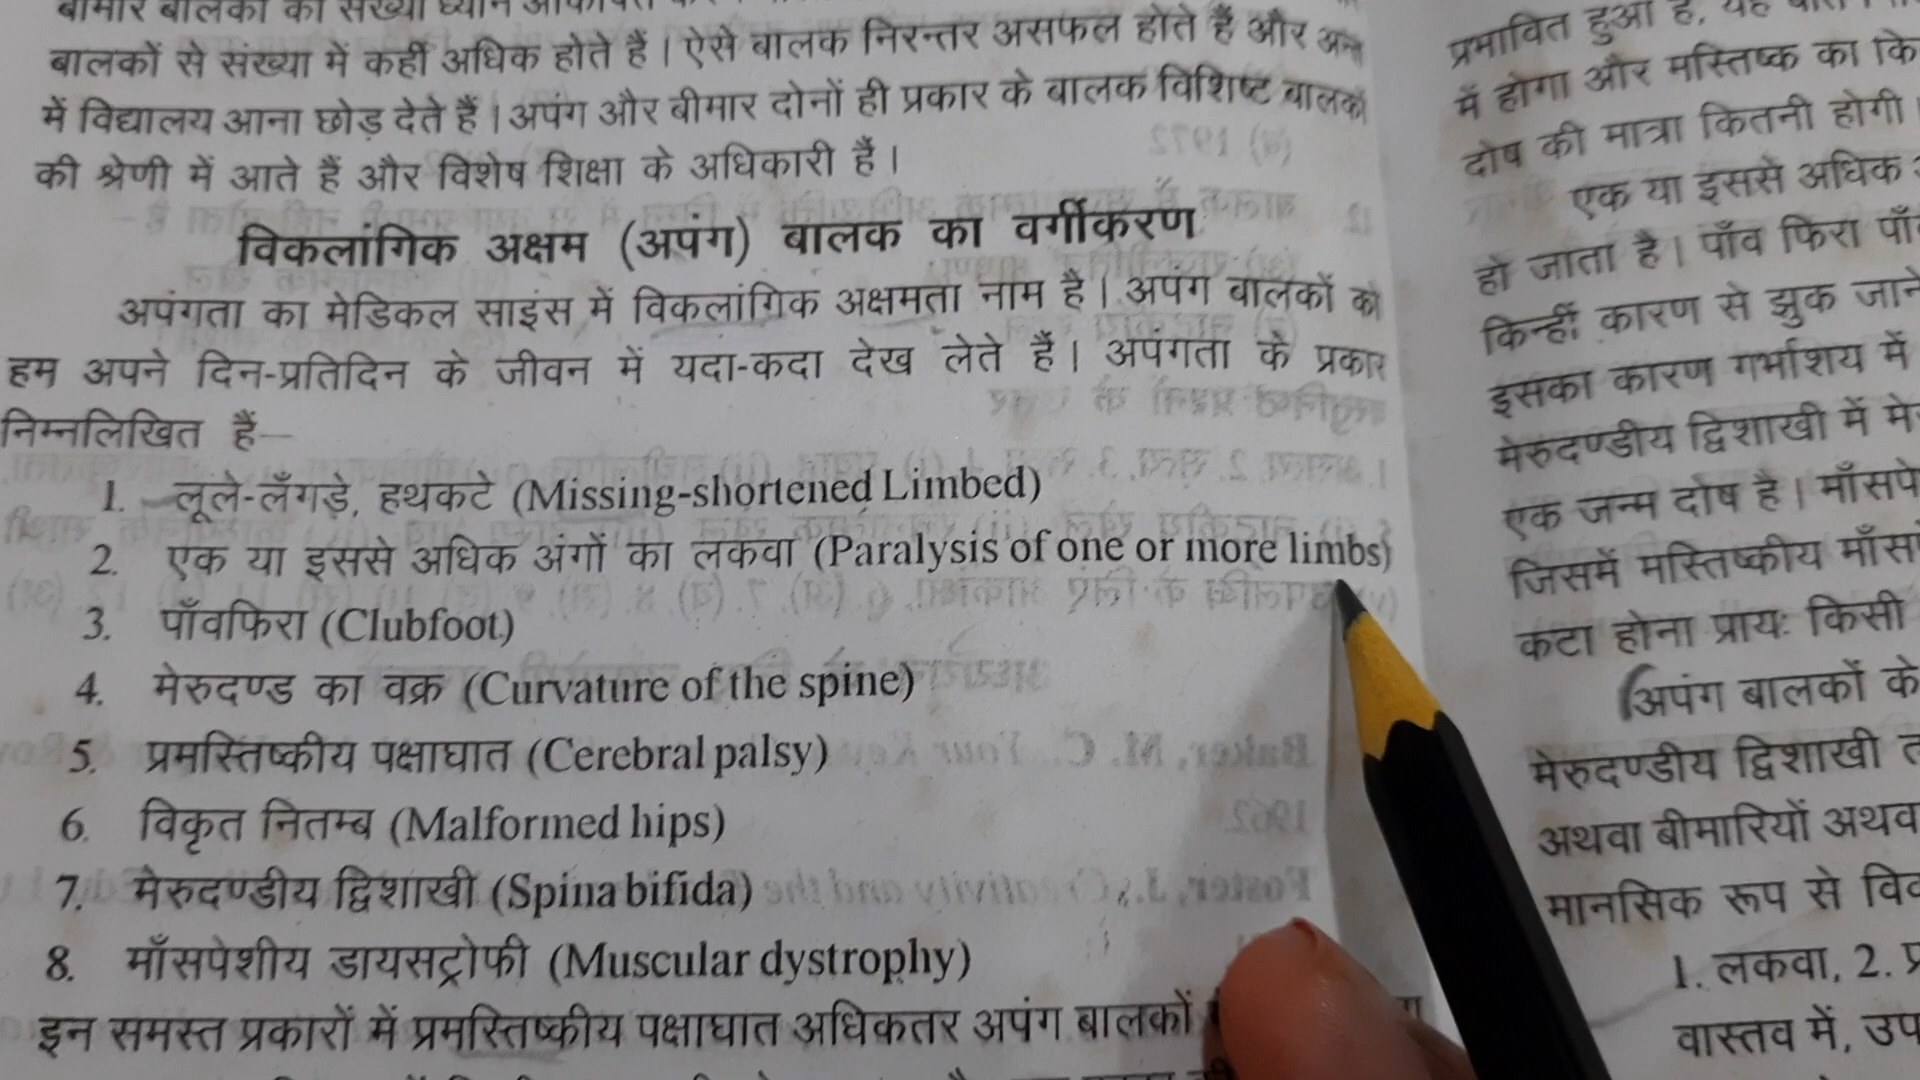 बालकों से संख्या में कहीं अधिक होते हैं । ऐसे बालक निरन्तर असफल होते हैं और
में विद्यालय आना छोड़ देते हैं । अपंग और बीमार दोनों ही प्रकार के बालक विशिष्ट बालकों
की श्रेणी में आते हैं और विशेष शिक्षा के अधिकारी हैं ।
विकलांगिक अक्षम (अपंग) बालक का वर्गीकरण
अपंगता का मेडिकल साइंस में विकलांगिक अक्षमता नाम है । अपंग बालकों को
हम अपने दिन-प्रतिदिन के जीवन में यदा-कदा देख लेते हैं । अपंगता के प्रकार
निम्नलिखित हैं—
1. लूले-लँगड़े, हथकटे (Missing-shortened Limbed)
2. एक या इससे अधिक अंगों का लकवा (Paralysis of one or more limbs)
3. पाँवफिरा (Clubfoot)
4. मेरुदण्ड का वक्र (Curvature of the spine)
5. प्रमस्तिष्कीय पक्षाघात (Cerebral palsy)
6. विकृत नितम्ब (Malformed hips)
7. मेरुदण्डीय द्विशाखी (Spina bifida)
8. माँसपेशीय डायसट्रोफी (Muscular dystrophy)
इन समस्त प्रकारों में प्रमस्तिष्कीय पक्षाघात अधिकतर अपंग बालकों
प्रमावित हुआ है,
में होगा और मस्तिष्क का
दोष की मात्रा कितनी होगी
एक या इससे अधिक
हो जाता है । पाँव फिरा
किन्हीं कारण से झुक
इसका कारण गर्भाशय में
मेरुदण्डीय द्विशाखी में
एक जन्म दोष है ।
जिसमें मस्तिष्कीय
कटा होना प्रायः किसी
(अपंग बालकों के
मेरुदण्डीय द्विशाखी
अथवा बीमारियों
मानसिक रूप से
1. लकवा, 2.
वास्तव में,